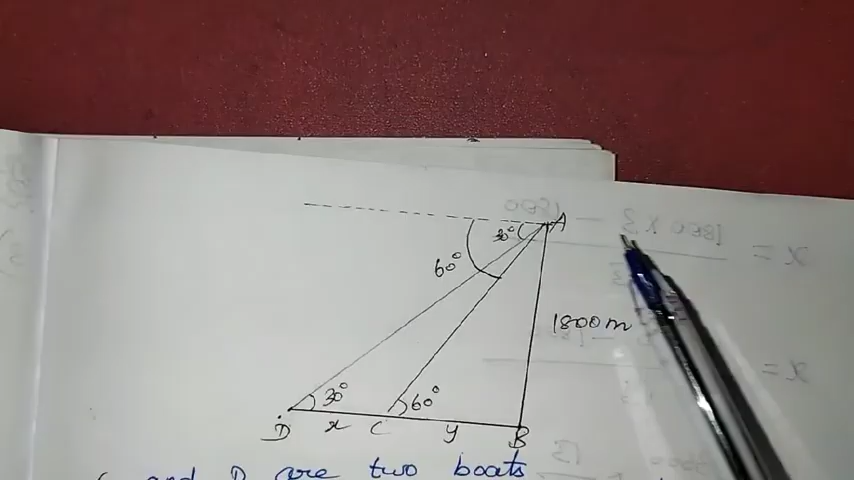 A
30°
60°
1800m
30°
60°
D x C y B
C and D are two boats